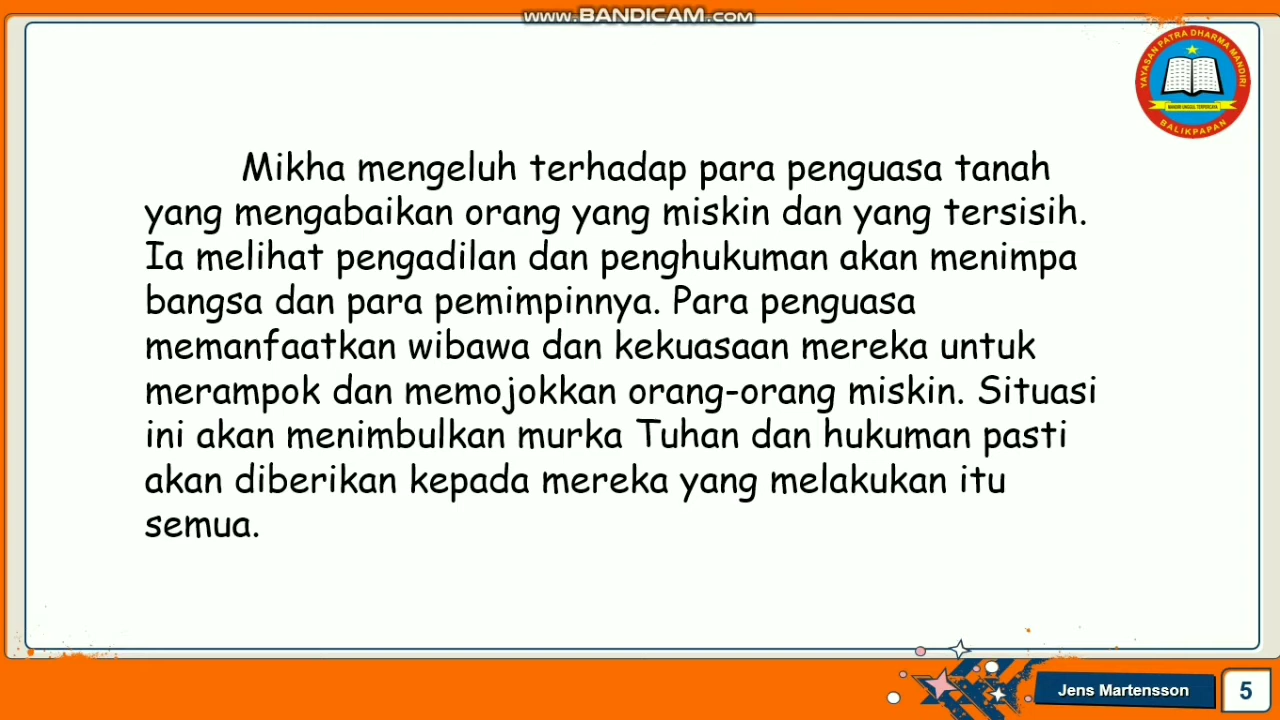 www.BANDICAM.com
YAYASAN PATRA DHARMA MANDIRI
MANDIRI UNGGUL TERPERCAYA
BALIKPAPAN
Mikha mengeluh terhadap para penguasa tanah
yang mengabaikan orang yang miskin dan yang tersisih.
Ia melihat pengadilan dan penghukuman akan menimpa
bangsa dan para pemimpinnya. Para penguasa
memanfaatkan wibawa dan kekuasaan mereka untuk
merampok dan memojokkan orang-orang miskin. Situasi
ini akan menimbulkan murka Tuhan dan hukuman pasti
akan diberikan kepada mereka yang melakukan itu
semua.
Jens Martensson
5